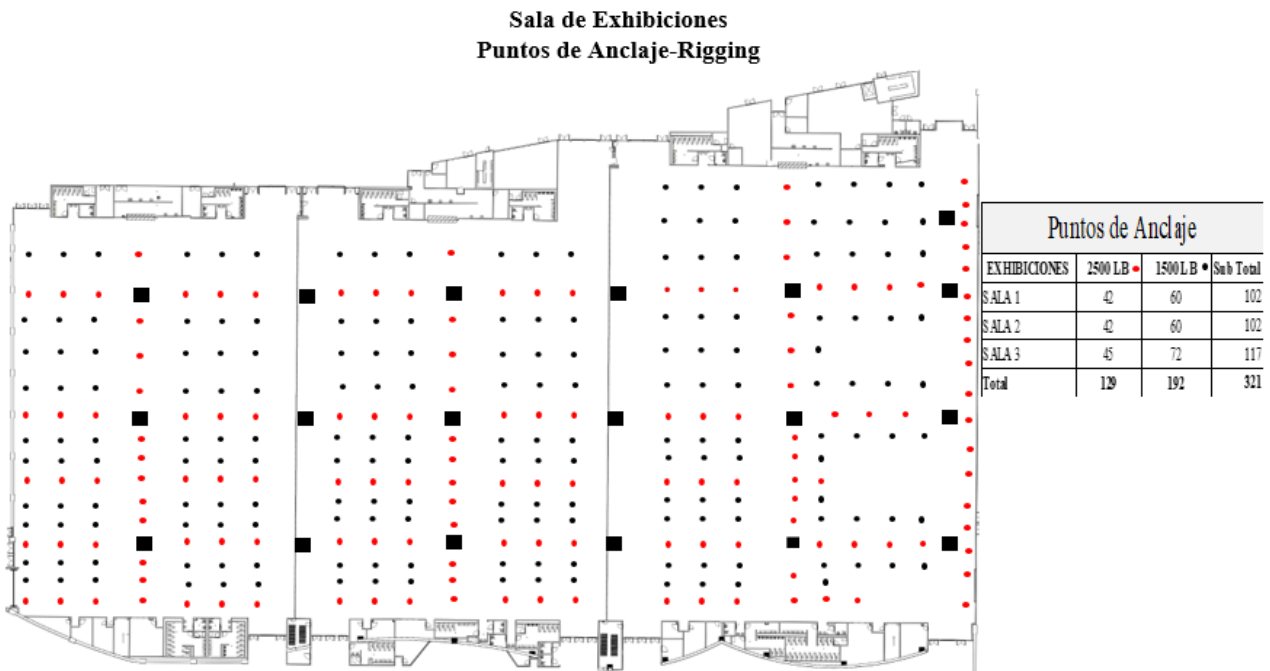 Sala de Exhibiciones
Puntos de Anclaje-Rigging
Puntos de Anclaje
EXHIBICIONES 2500 LB 1500 LB Sub Total
SALA 1 42 60 102
SALA 2 42 60 102
SALA 3 45 72 117
Total 129 192 321